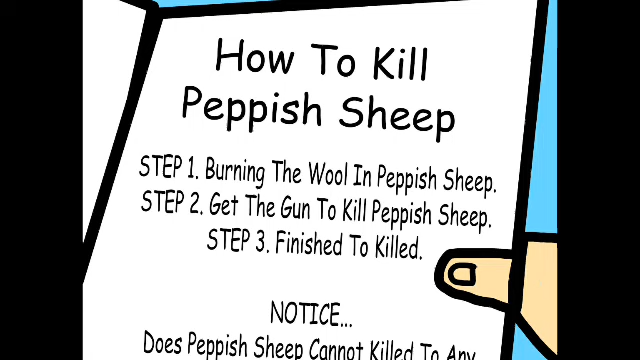 How To Kill
Peppish Sheep
STEP 1. Burning The Wool In Peppish Sheep.
STEP 2. Get The Gun To Kill Peppish Sheep.
STEP 3. Finished To Killed.
NOTICE...
Does Peppish Sheep Cannot Killed To Any